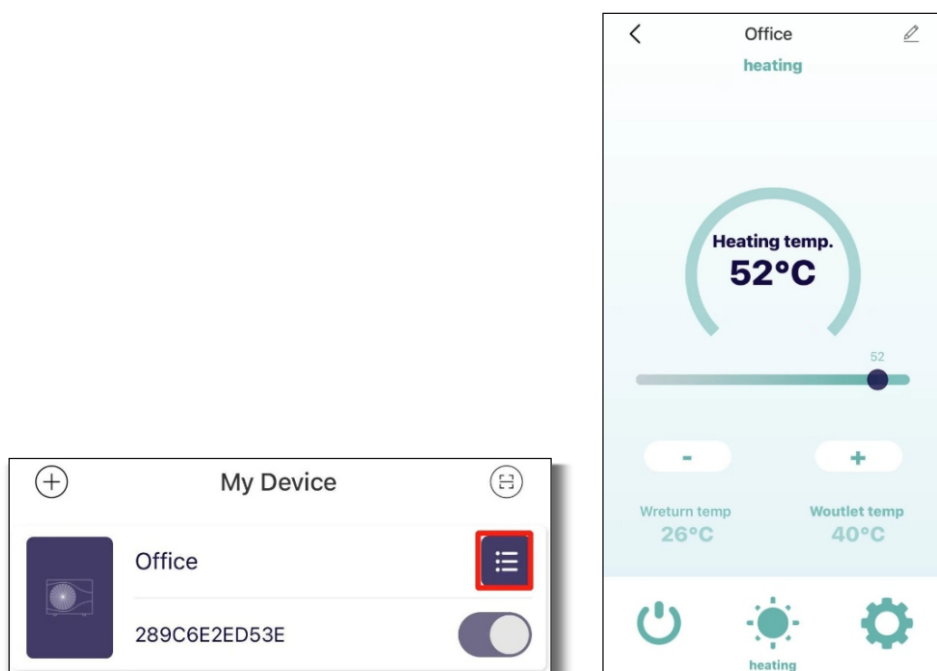 My Device
Office
289C6E2ED53E
Office
heating
Heating temp.
52°C
52
-
+
Wreturn temp
Woutlet temp
26°C
40°C
heating